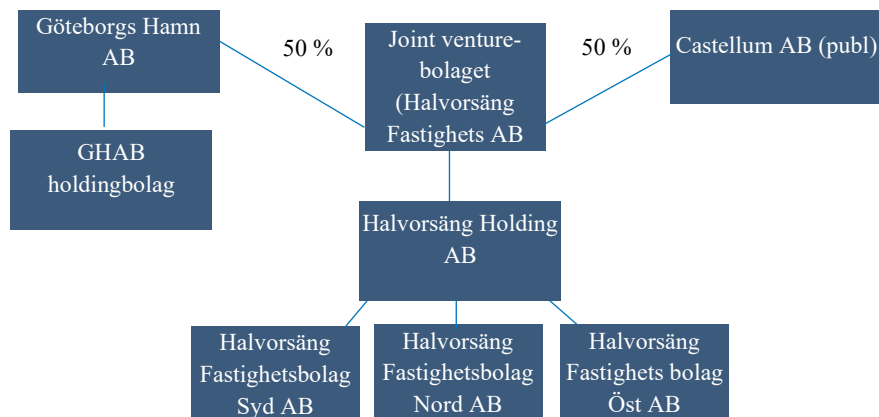 Göteborgs Hamn
AB
50 %
Joint venture-
bolaget
(Halvorsäng
Fastighets AB
50 %
Castellum AB (publ)
GHAB
holdingbolag
Halvorsäng Holding
AB
Halvorsäng
Fastighetsbolag
Syd AB
Halvorsäng
Fastighetsbolag
Nord AB
Halvorsäng
Fastighets bolag
Öst AB